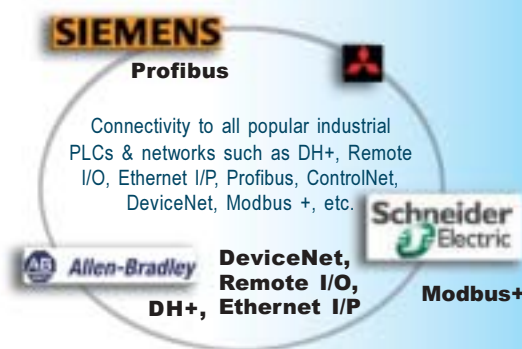 SIEMENS
Profibus
Connectivity to all popular industrial
PLCs & networks such as DH+, Remote
I/O, Ethernet I/P, Profibus, ControlNet,
DeviceNet, Modbus +, etc.
Schneider
Electric
Modbus+
AB Allen-Bradley
DeviceNet,
Remote I/O,
DH+, Ethernet I/P